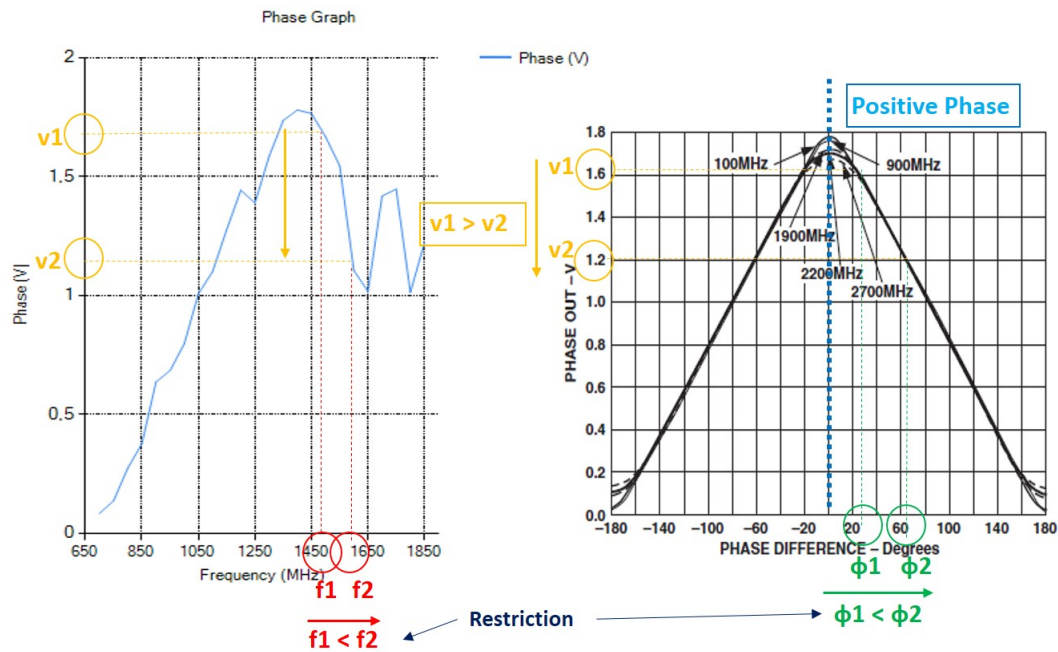 Phase Graph
2
1.5
1
0.5
0
Phase (V)
650 850 1050 1250 1450 1650 1850
Frequency (MHz)
Phase (V)
v1
v2
v1 > v2
f1 f2
f1 < f2
Restriction
Positive Phase
v1
v2
1.8
1.6
1.4
1.2
1.0
0.8
0.6
0.4
0.2
0.0
PHASE OUT – V
100MHz
900MHz
1900MHz
2200MHz
2700MHz
–180 –140 –100 –60 –20 20 60 100 140 180
PHASE DIFFERENCE – Degrees
ϕ1 ϕ2
ϕ1 < ϕ2